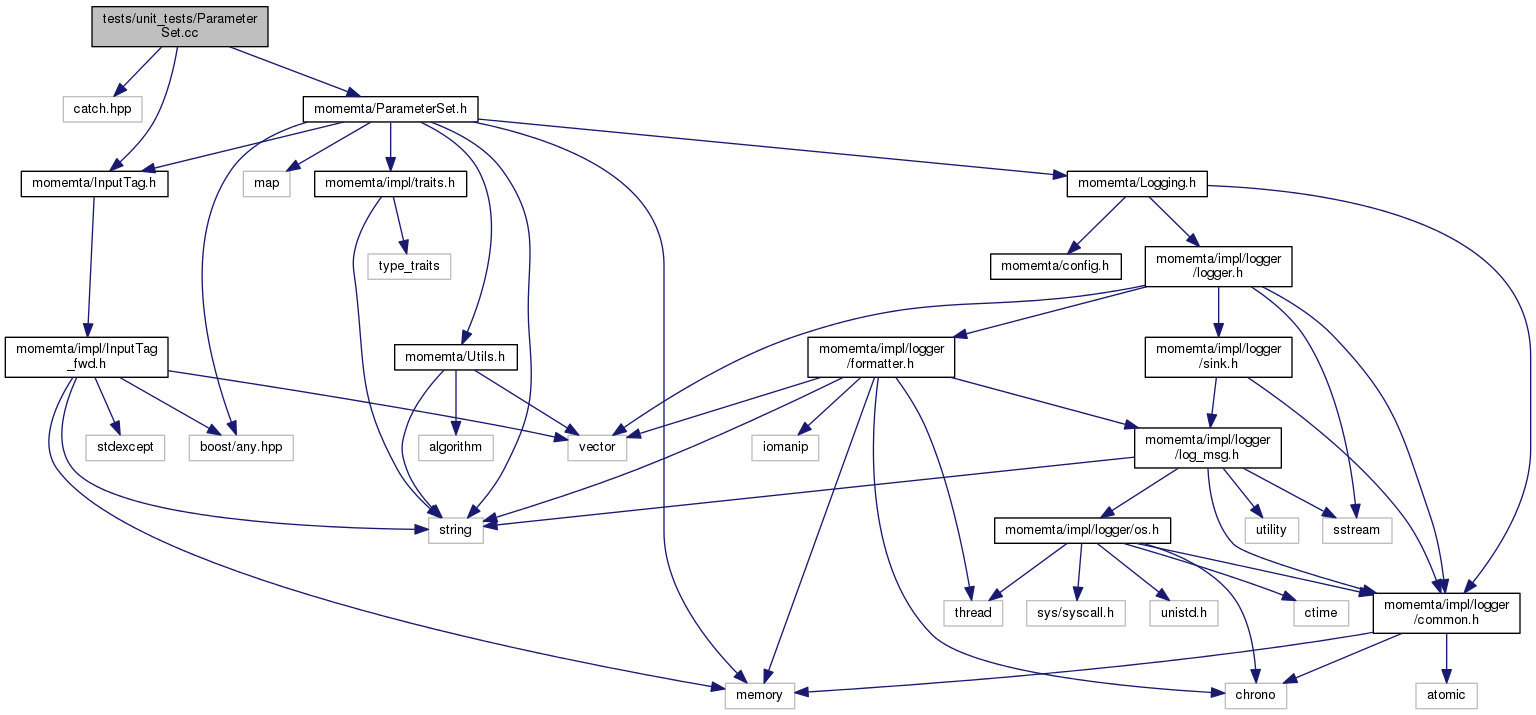 tests/unit_tests/Parameter
Set.cc
catch.hpp
momemta/ParameterSet.h
momemta/InputTag.h
map
momemta/impl/traits.h
momemta/Logging.h
type_traits
momemta/config.h
momemta/impl/logger
/logger.h
momemta/impl/InputTag
_fwd.h
momemta/Utils.h
momemta/impl/logger
/formatter.h
momemta/impl/logger
/sink.h
stdexcept
boost/any.hpp
algorithm
vector
iomanip
momemta/impl/logger
/log_msg.h
string
momemta/impl/logger/os.h
utility
sstream
thread
sys/syscall.h
unistd.h
ctime
momemta/impl/logger
/common.h
memory
chrono
atomic